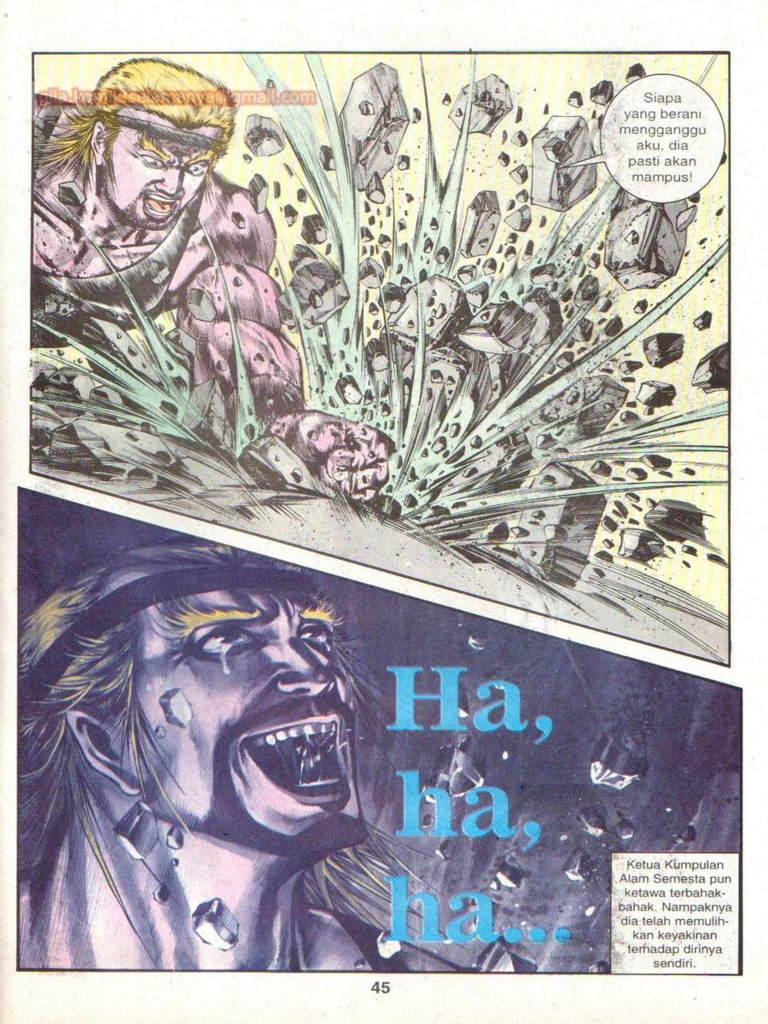 Siapa
yang berani
mengganggu
aku, dia
pasti akan
mampus!
Ha,
ha,
ha...
Ketua Kumpulan
Alam Semesta pun
ketawa terbahak-
bahak. Nampaknya
dia telah memulih-
kan keyakinan
terhadap dirinya
sendiri.
45